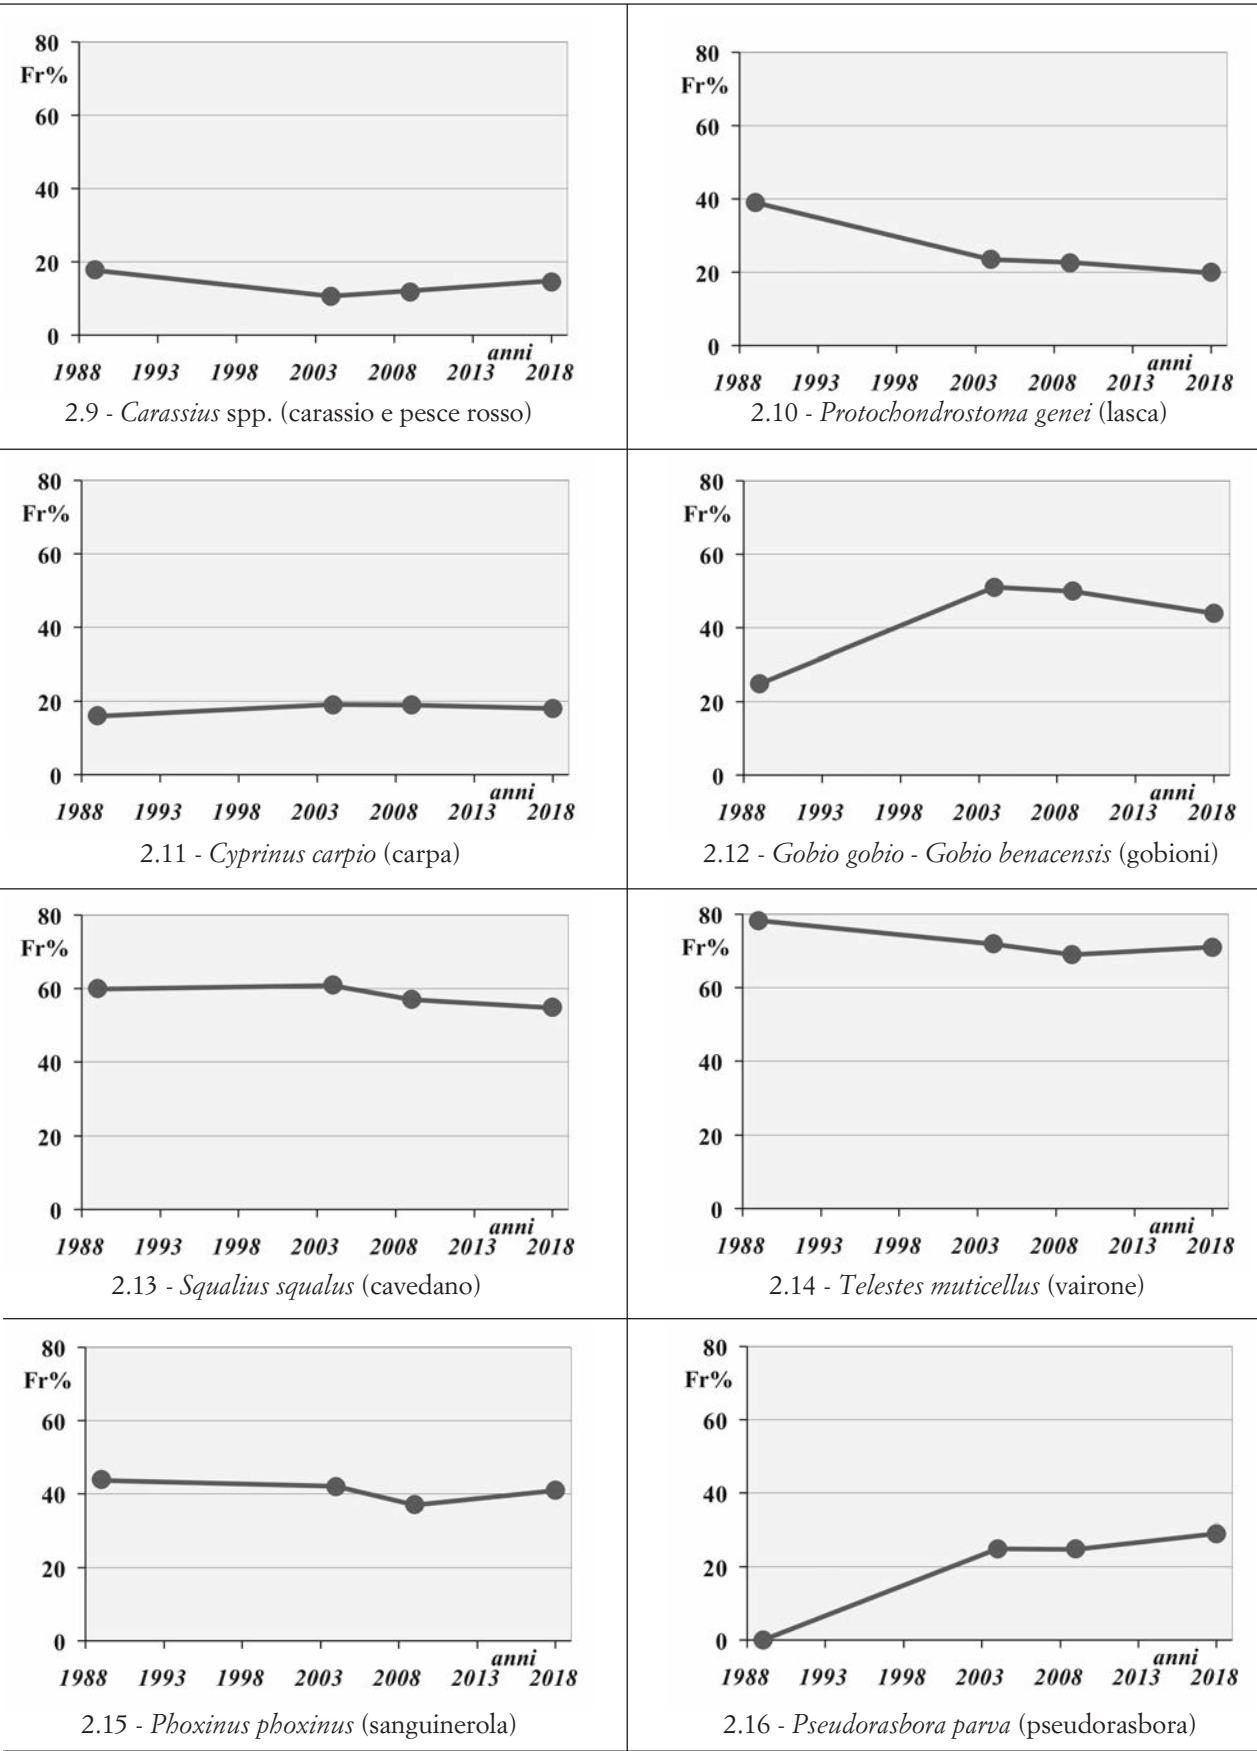 80
Fr%
60
40
20
0
anni
1988 1993 1998 2003 2008 2013 2018
2.9 - Carassius spp. (carassio e pesce rosso)
80
Fr%
60
40
20
0
anni
1988 1993 1998 2003 2008 2013 2018
2.10 - Protochondrostoma genei (lasca)
80
Fr%
60
40
20
0
anni
1988 1993 1998 2003 2008 2013 2018
2.11 - Cyprinus carpio (carpa)
80
Fr%
60
40
20
0
anni
1988 1993 1998 2003 2008 2013 2018
2.12 - Gobio gobio - Gobio benacensis (gobioni)
80
Fr%
60
40
20
0
anni
1988 1993 1998 2003 2008 2013 2018
2.13 - Squalius squalus (cavedano)
80
Fr%
60
40
20
0
anni
1988 1993 1998 2003 2008 2013 2018
2.14 - Telestes muticellus (vairone)
80
Fr%
60
40
20
0
anni
1988 1993 1998 2003 2008 2013 2018
2.15 - Phoxinus phoxinus (sanguinerola)
80
Fr%
60
40
20
0
anni
1988 1993 1998 2003 2008 2013 2018
2.16 - Pseudorasbora parva (pseudorasbora)